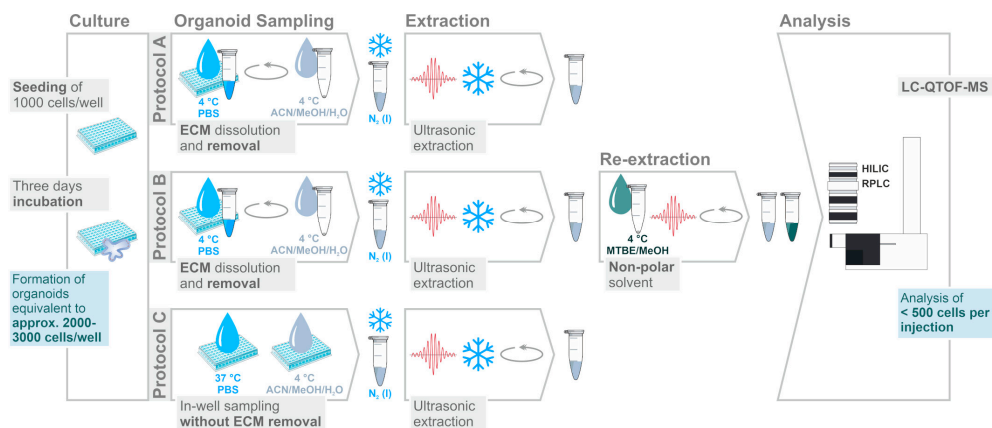 Culture
Organoid Sampling
Extraction
Analysis
Seeding of
1000 cells/well
Three days
incubation
Formation of
organoids
equivalent to
approx. 2000-
3000 cells/well
Protocol A
4 °C
PBS
4 °C
ACN/MeOH/H₂O
N₂ (l)
ECM dissolution
and removal
Ultrasonic
extraction
Protocol B
4 °C
PBS
4 °C
ACN/MeOH/H₂O
N₂ (l)
ECM dissolution
and removal
Ultrasonic
extraction
Re-extraction
4 °C
MTBE/MeOH
Non-polar
solvent
Protocol C
37 °C
PBS
4 °C
ACN/MeOH/H₂O
N₂ (l)
In-well sampling
without ECM removal
Ultrasonic
extraction
LC-QTOF-MS
HILIC
RPLC
Analysis of
< 500 cells per
injection